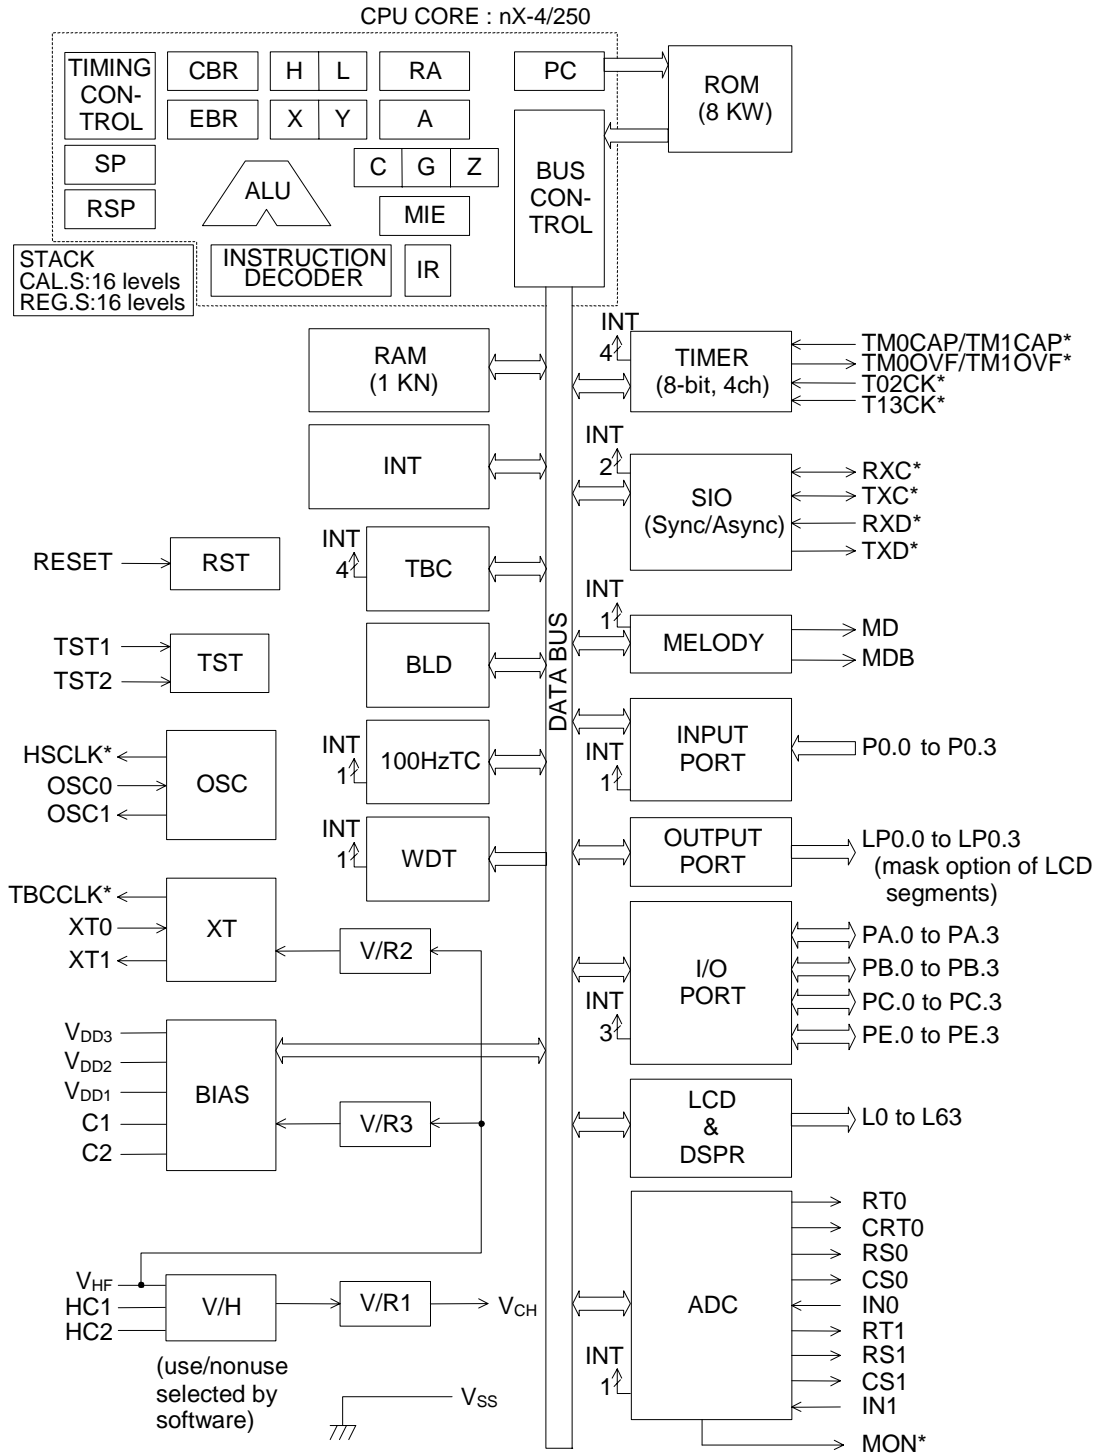 CPU CORE : nX-4/250
TIMING
CON-
TROL
CBR
H
L
RA
PC
ROM
(8 KW)
EBR
X
Y
A
SP
C
G
Z
BUS
CON-
TROL
ALU
RSP
MIE
STACK
CAL.S:16 levels
REG.S:16 levels
INSTRUCTION
DECODER
IR
RAM
(1 KN)
INT
4
TIMER
(8-bit, 4ch)
TM0CAP/TM1CAP*
TM0OVF/TM1OVF*
T02CK*
T13CK*
INT
INT
2
SIO
(Sync/Async)
RXC*
TXC*
RXD*
TXD*
RESET
RST
INT
4
TBC
DATA BUS
INT
1
MELODY
MD
MDB
TST1
TST2
TST
BLD
INPUT
PORT
INT
1
P0.0 to P0.3
HSCLK*
OSC0
OSC1
OSC
INT
1
100HzTC
INT
1
WDT
OUTPUT
PORT
LP0.0 to LP0.3
(mask option of LCD
segments)
TBCCLK*
XT0
XT1
XT
V/R2
I/O
PORT
INT
3
PA.0 to PA.3
PB.0 to PB.3
PC.0 to PC.3
PE.0 to PE.3
VDD3
VDD2
VDD1
C1
C2
BIAS
V/R3
LCD
&
DSPR
L0 to L63
VHF
HC1
HC2
V/H
V/R1
VCH
ADC
INT
1
RT0
CRT0
RS0
CS0
IN0
RT1
RS1
CS1
IN1
MON*
(use/nonuse
selected by
software)
VSS